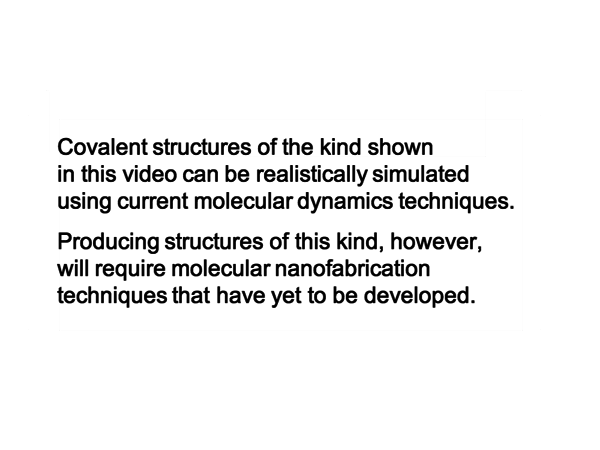 Covalent structures of the kind shown
in this video can be realistically simulated
using current molecular dynamics techniques.
Producing structures of this kind, however,
will require molecular nanofabrication
techniques that have yet to be developed.